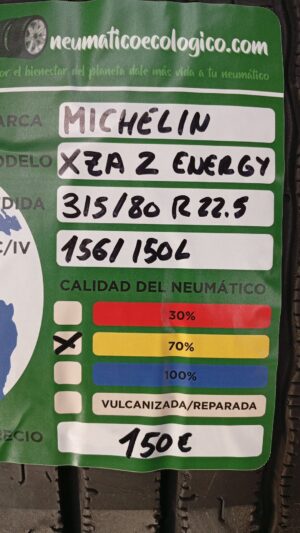 neumaticoecologico.com
or el bienestar del planeta dale más vida a tu neumático
ARCA MICHELIN
ODELO XZA 2 ENERGY
DIDA 315/80 R 22.5
C/IV 156/150L
CALIDAD DEL NEUMÁTICO
30%
X 70%
100%
VULCANIZADA/REPARADA
RECIO 150€